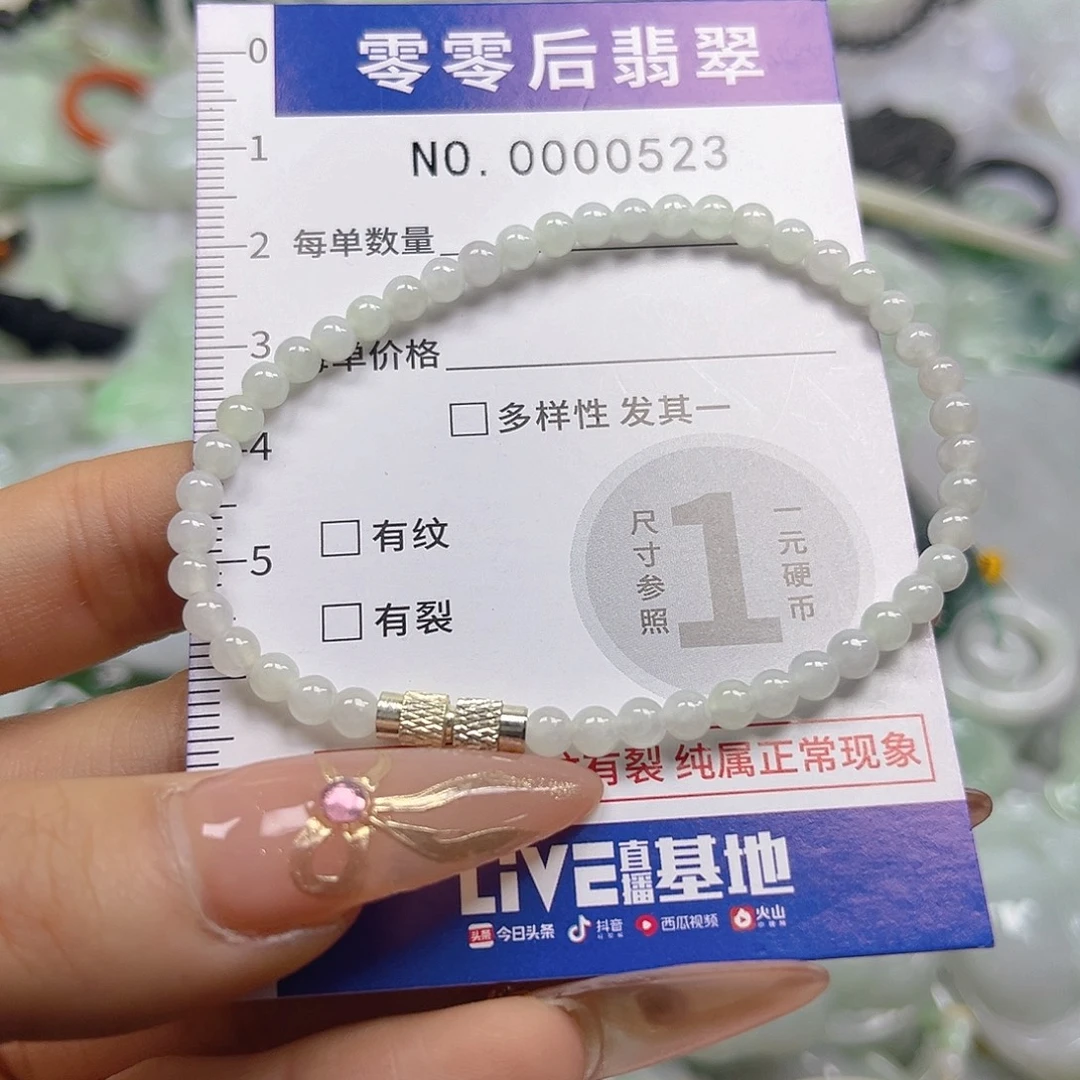 零零后翡翠
NO. 0000523
每单数量
单价格
多样性 发其一
有纹
有裂
尺寸参照
1
一元硬币
有裂 纯属正常现象
LiVE直播基地
头条 今日头条 抖音 西瓜视频 火山
0
1
2
3
4
5